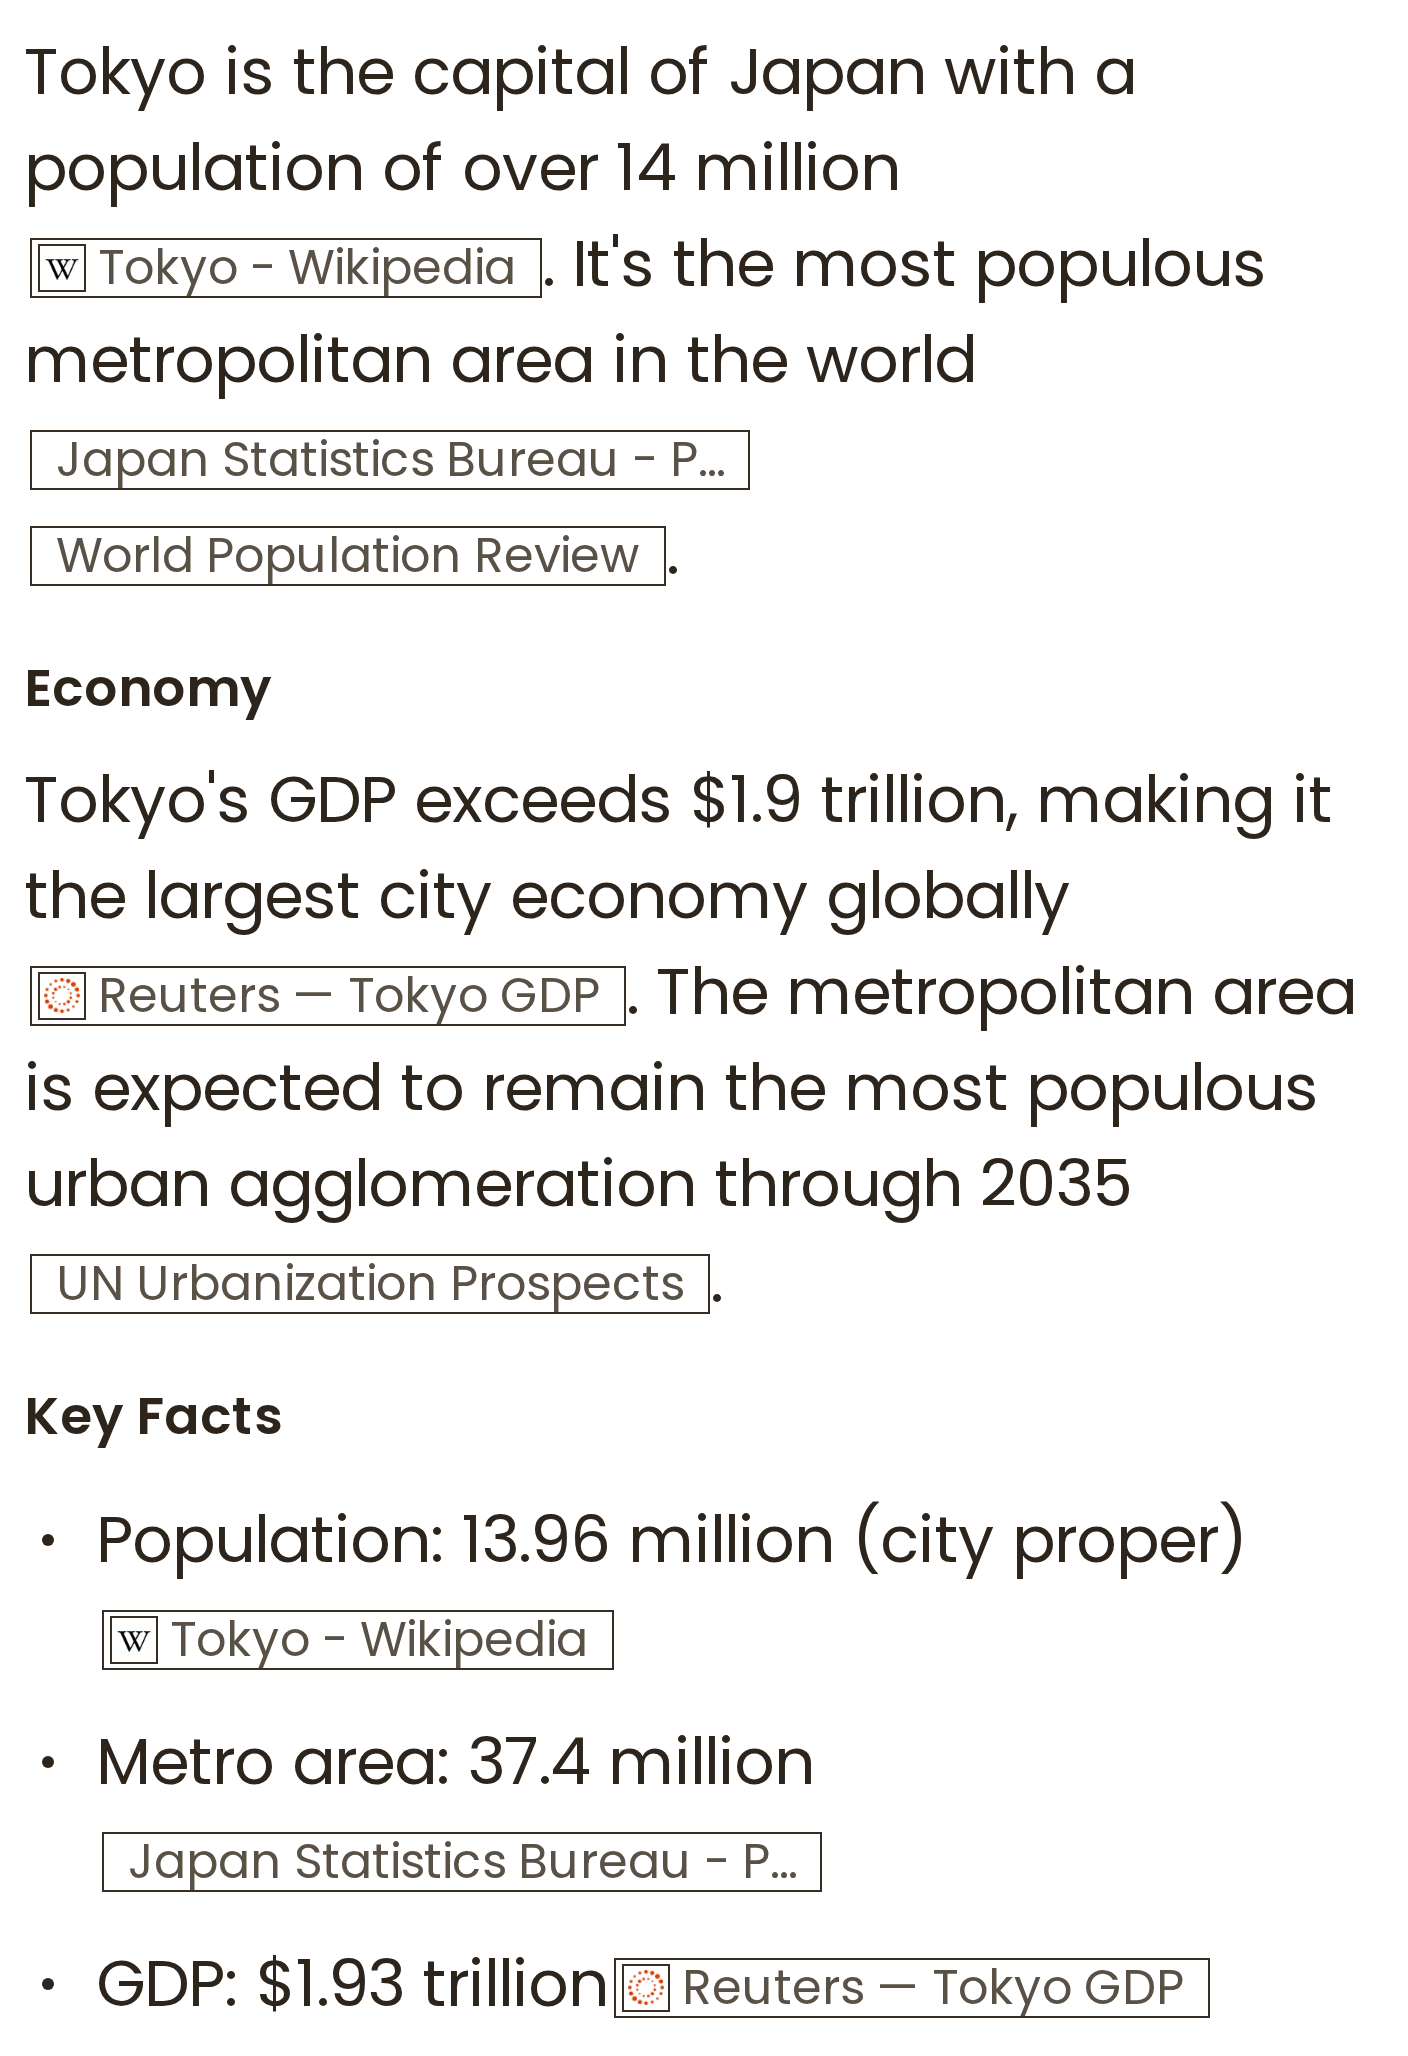 Tokyo is the capital of Japan with a
population of over 14 million
W Tokyo - Wikipedia . It's the most populous
metropolitan area in the world
Japan Statistics Bureau - P...
World Population Review .
Economy
Tokyo's GDP exceeds $1.9 trillion, making it
the largest city economy globally
Reuters — Tokyo GDP . The metropolitan area
is expected to remain the most populous
urban agglomeration through 2035
UN Urbanization Prospects .
Key Facts
• Population: 13.96 million (city proper)
W Tokyo - Wikipedia
• Metro area: 37.4 million
Japan Statistics Bureau - P...
• GDP: $1.93 trillion Reuters — Tokyo GDP